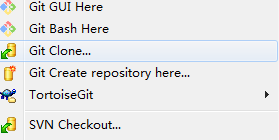 Git GUI Here
Git Bash Here
Git Clone...
Git Create repository here...
TortoiseGit
SVN Checkout...